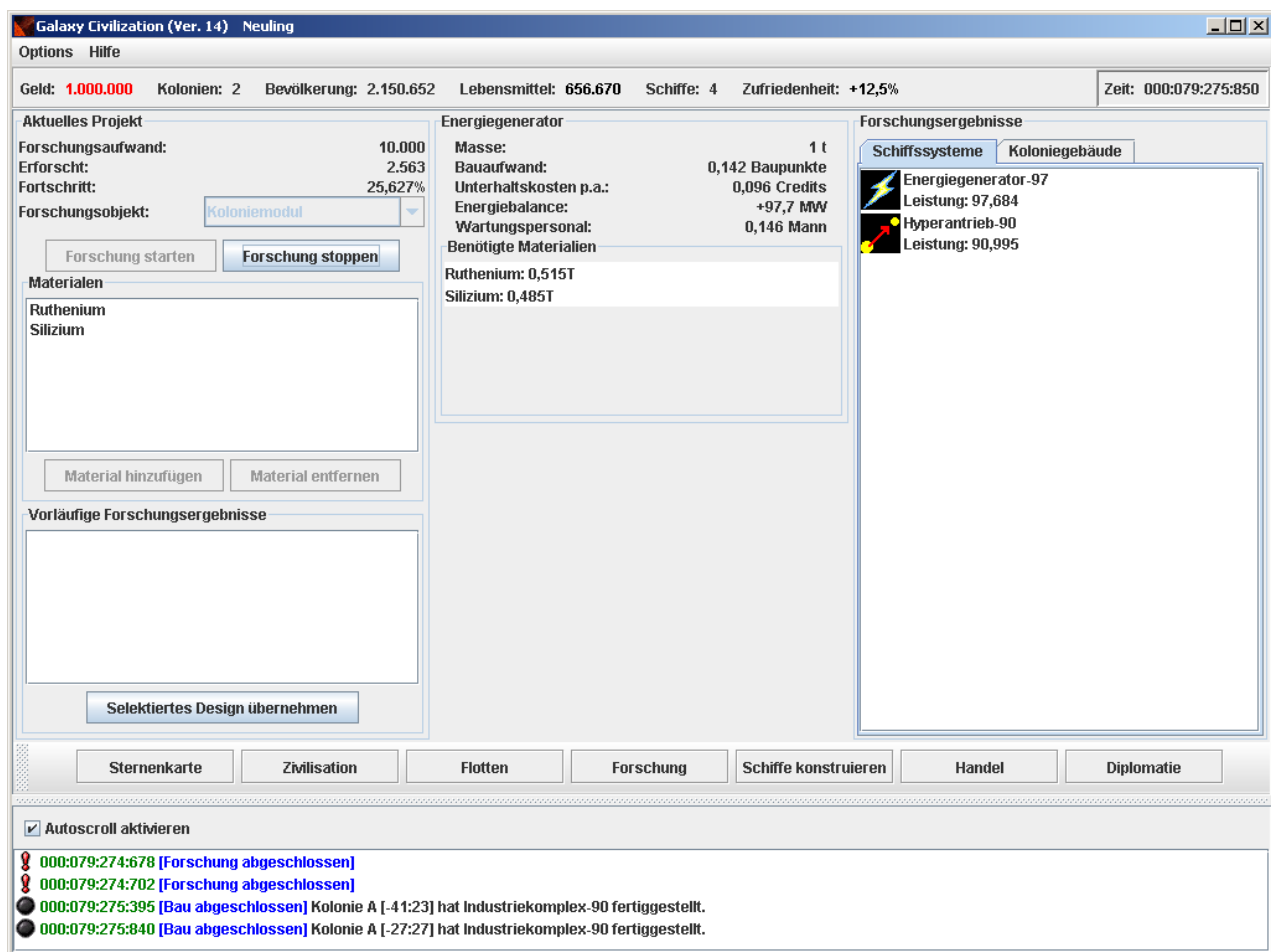 Galaxy Civilization (Ver. 14) Neuling
Options Hilfe
Geld: 1.000.000 Kolonien: 2 Bevölkerung: 2.150.652 Lebensmittel: 656.670 Schiffe: 4 Zufriedenheit: +12,5% Zeit: 000:079:275:850
Aktuelles Projekt
Forschungsaufwand: 10.000
Erforscht: 2.563
Fortschritt: 25,627%
Forschungsobjekt: Koloniemodul
Forschung starten Forschung stoppen
Materialen
Ruthenium
Silizium
Material hinzufügen Material entfernen
Vorläufige Forschungsergebnisse
Selektiertes Design übernehmen
Energiegenerator
Masse: 1 t
Bauaufwand: 0,142 Baupunkte
Unterhaltskosten p.a.: 0,096 Credits
Energiebalance: +97,7 MW
Wartungspersonal: 0,146 Mann
Benötigte Materialien
Ruthenium: 0,515T
Silizium: 0,485T
Forschungsergebnisse
Schiffssysteme Koloniegebäude
Energiegenerator-97
Leistung: 97,684
Hyperantrieb-90
Leistung: 90,995
Sternenkarte Zivilisation Flotten Forschung Schiffe konstruieren Handel Diplomatie
Autoscroll aktivieren
000:079:274:678 [Forschung abgeschlossen]
000:079:274:702 [Forschung abgeschlossen]
000:079:275:395 [Bau abgeschlossen] Kolonie A [-41:23] hat Industriekomplex-90 fertiggestellt.
000:079:275:840 [Bau abgeschlossen] Kolonie A [-27:27] hat Industriekomplex-90 fertiggestellt.